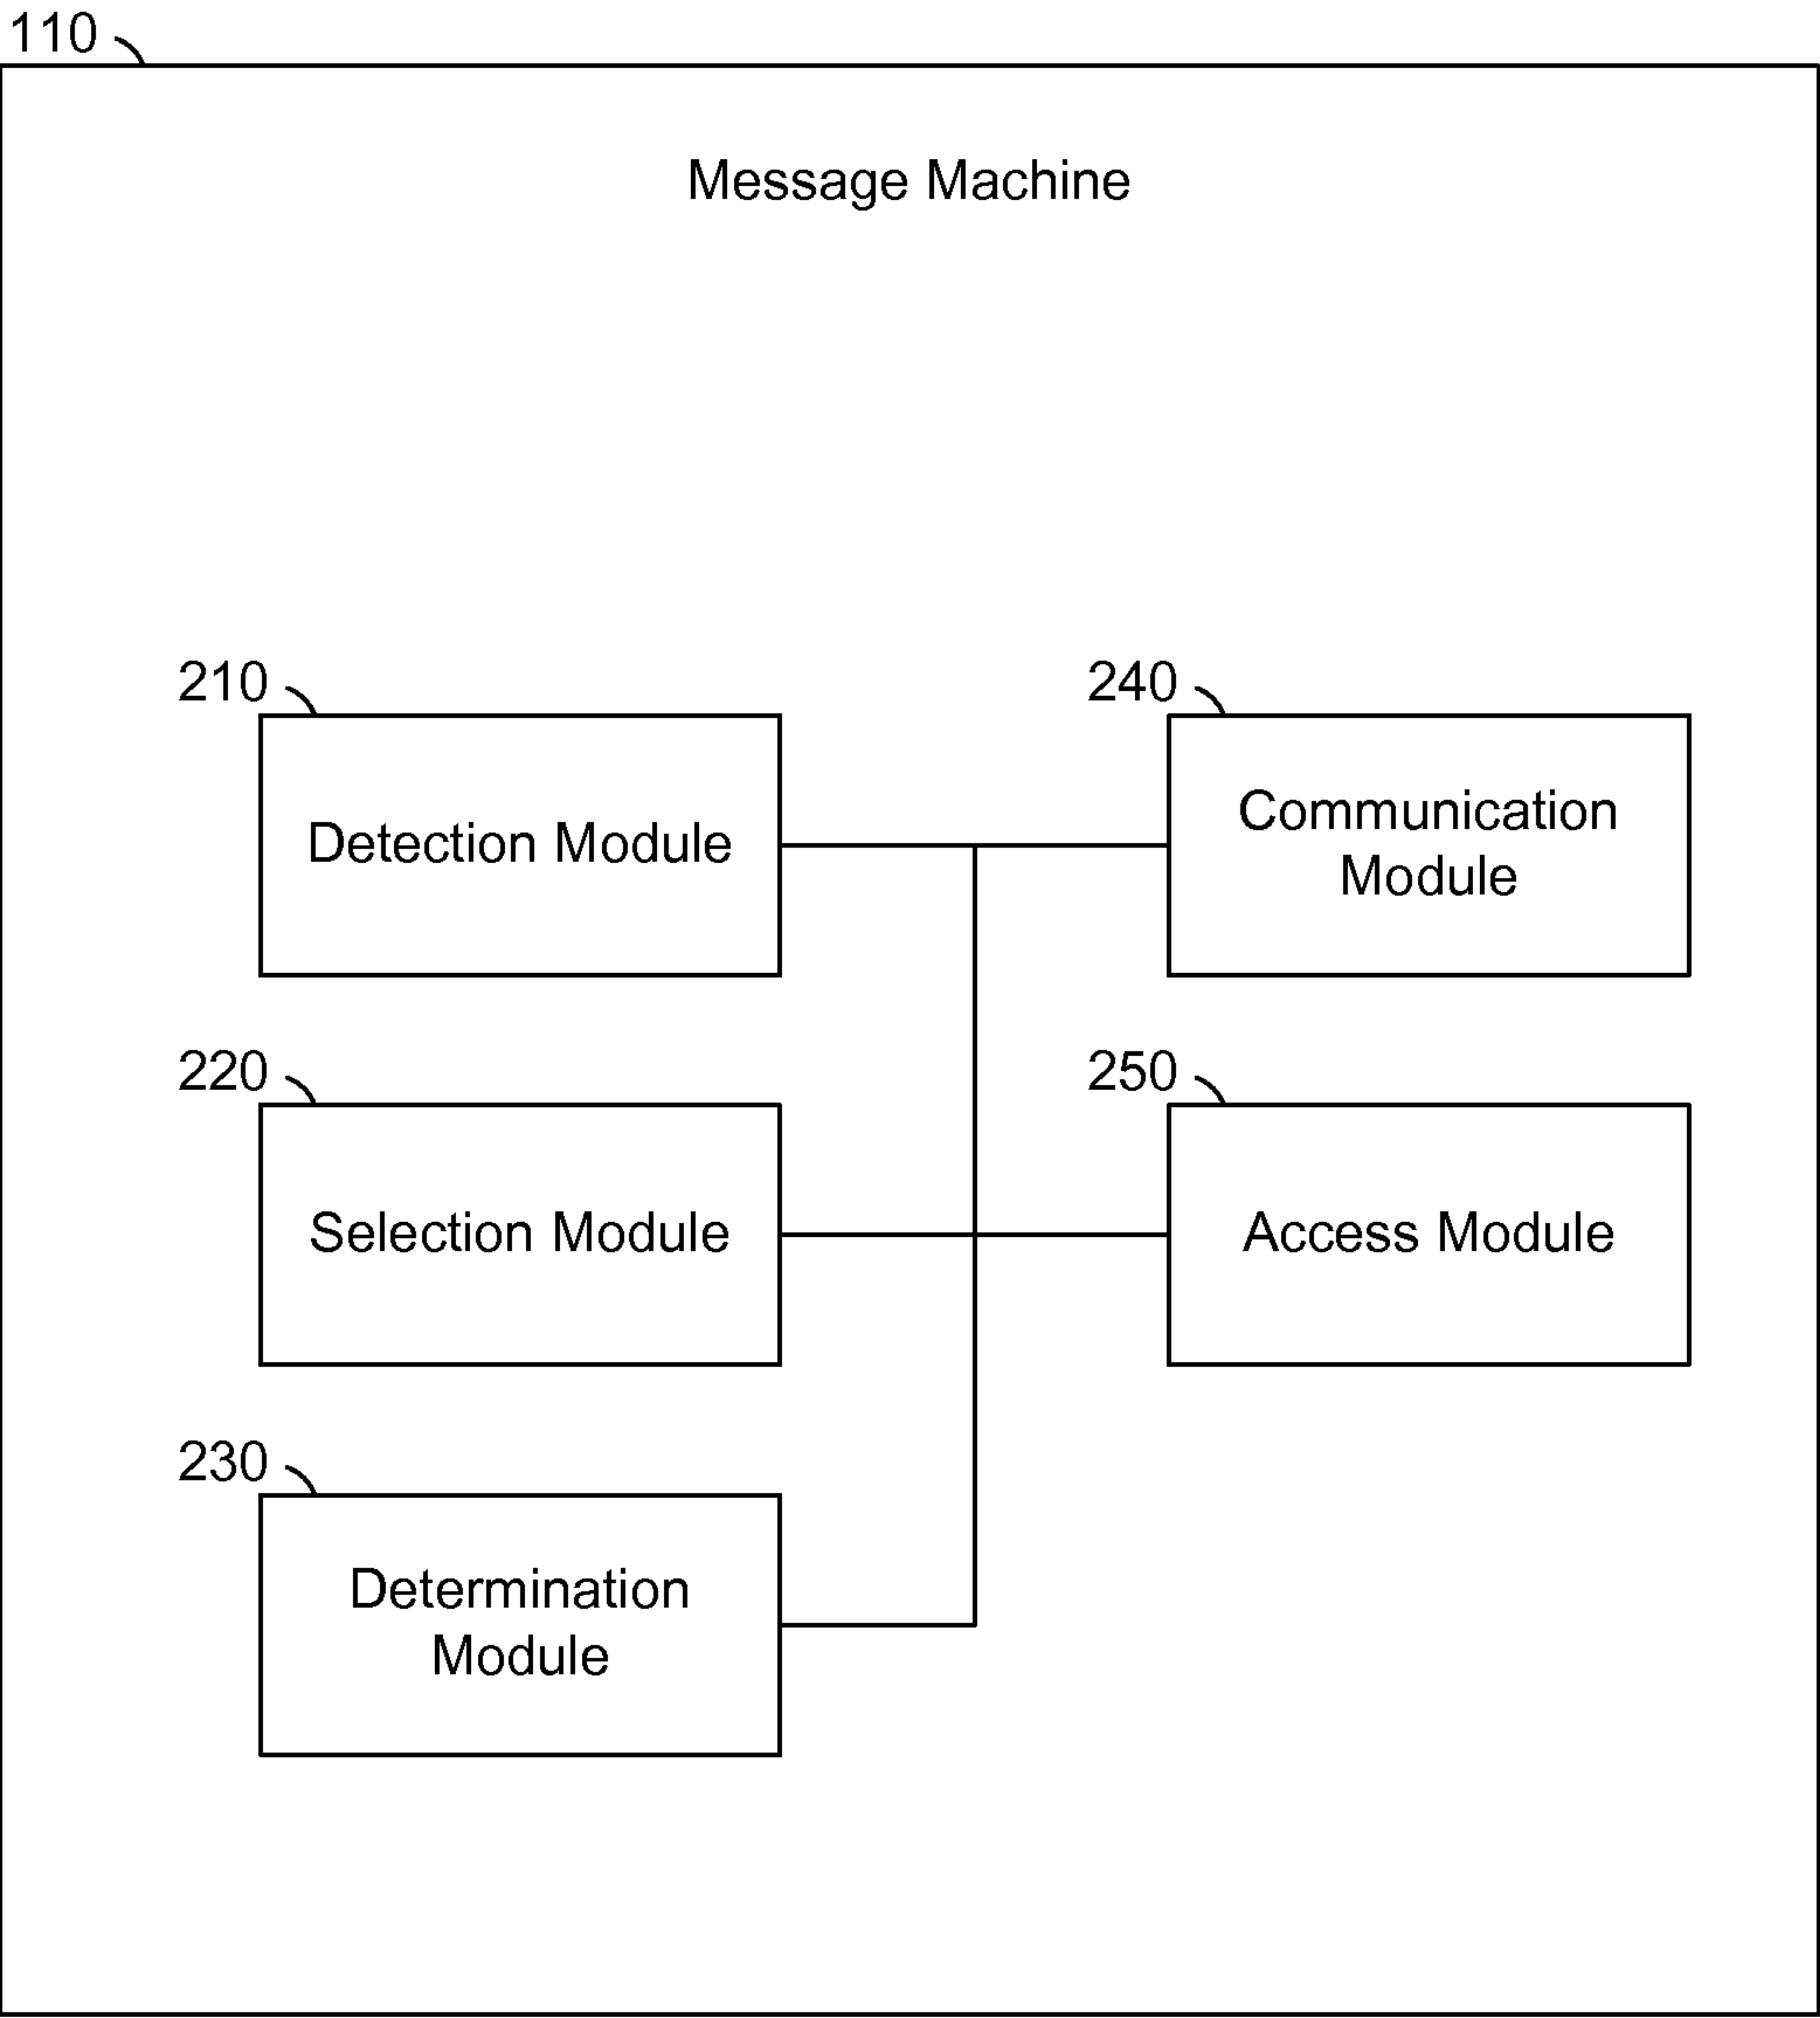 110
Message Machine
210
Detection Module
240
Communication
Module
220
Selection Module
250
Access Module
230
Determination
Module